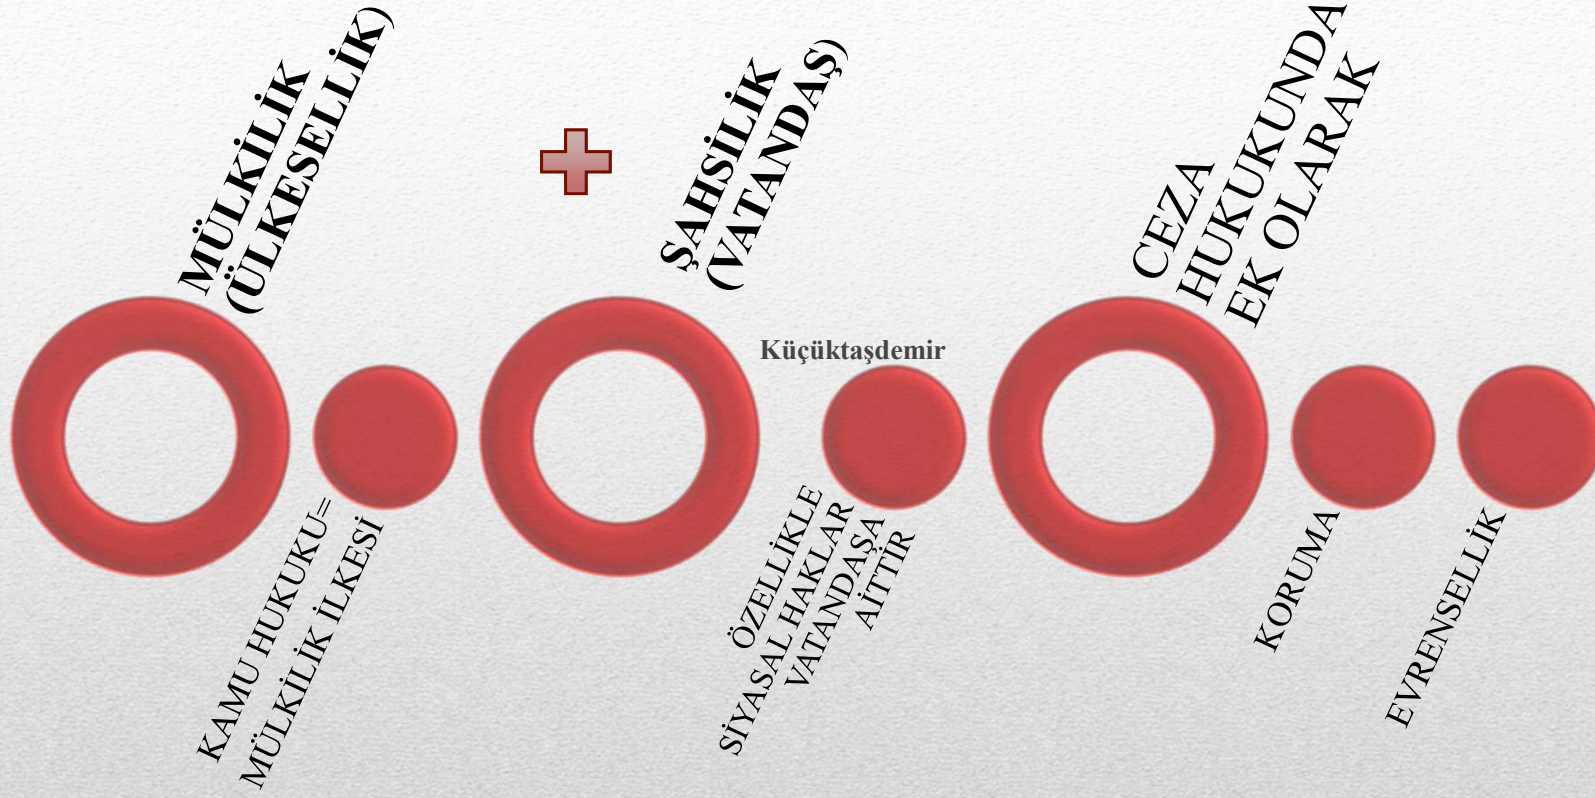 MÜLKİLİK
(ÜLKESELLİK)
KAMU HUKUKU=
MÜLKİLİK İLKESİ
ŞAHSİLİK
(VATANDAŞ)
Küçüktaşdemir
ÖZELLİKLE
SİYASAL HAKLAR
VATANDAŞA
AİTTİR
CEZA
HUKUKUNDA
EK OLARAK
KORUMA
EVRENSELLİK